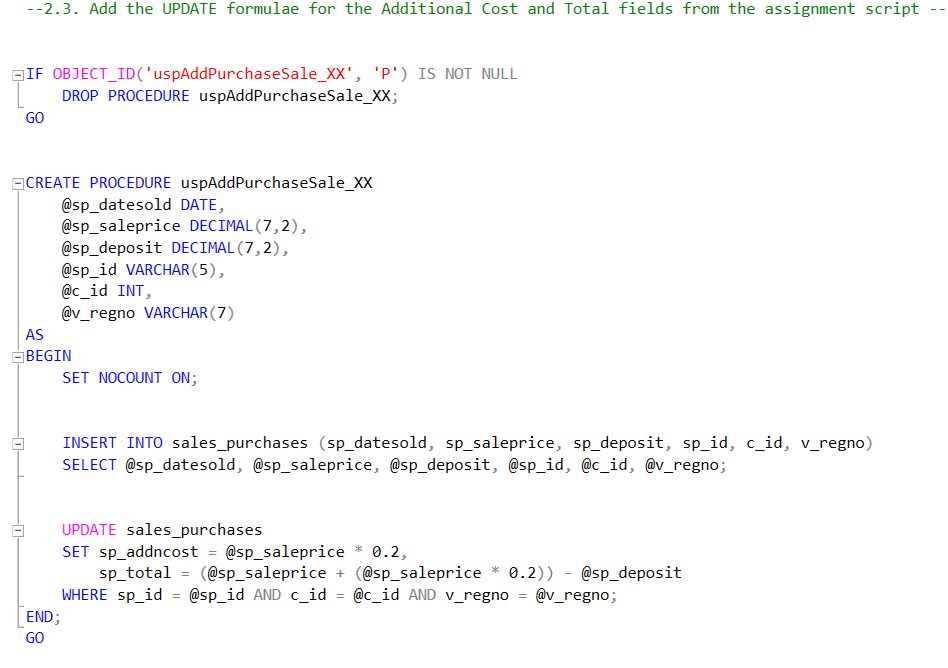 --2.3. Add the UPDATE formulae for the Additional Cost and Total fields from the assignment script --
IF OBJECT_ID('uspAddPurchaseSale_XX', 'P') IS NOT NULL
    DROP PROCEDURE uspAddPurchaseSale_XX;
GO
CREATE PROCEDURE uspAddPurchaseSale_XX
    @sp_datesold DATE,
    @sp_saleprice DECIMAL(7,2),
    @sp_deposit DECIMAL(7,2),
    @sp_id VARCHAR(5),
    @c_id INT,
    @v_regno VARCHAR(7)
AS
BEGIN
    SET NOCOUNT ON;
    INSERT INTO sales_purchases (sp_datesold, sp_saleprice, sp_deposit, sp_id, c_id, v_regno)
    SELECT @sp_datesold, @sp_saleprice, @sp_deposit, @sp_id, @c_id, @v_regno;
    UPDATE sales_purchases
    SET sp_addncost = @sp_saleprice * 0.2,
        sp_total = (@sp_saleprice + (@sp_saleprice * 0.2)) - @sp_deposit
    WHERE sp_id = @sp_id AND c_id = @c_id AND v_regno = @v_regno;
END;
GO